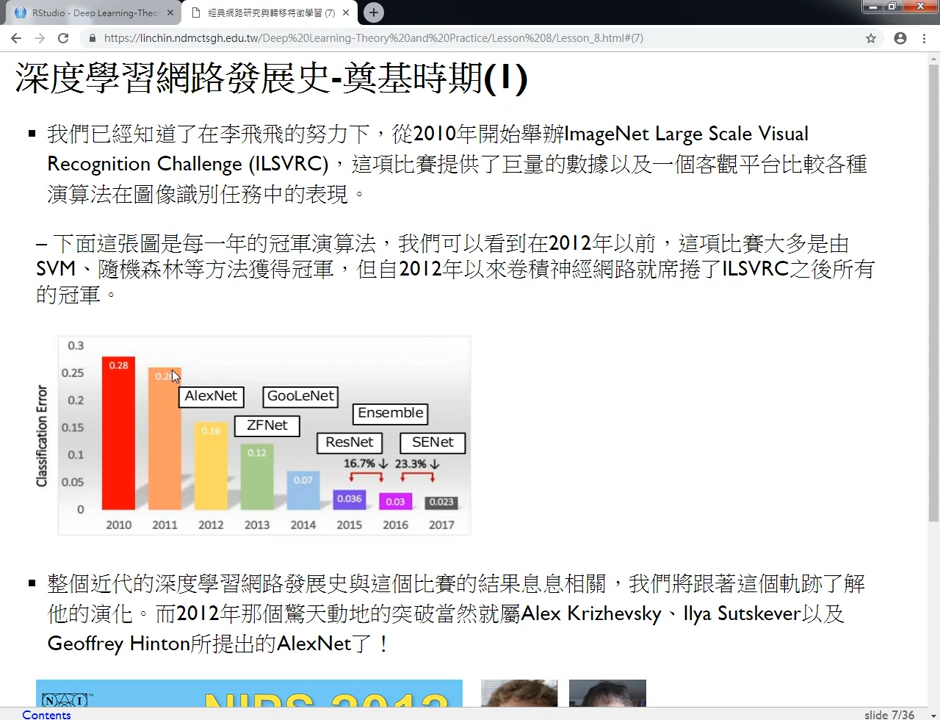 RStudio - Deep Learning-Theo
經典網路研究與轉移特徵學習 (7)
https://linchin.ndmctsgh.edu.tw/Deep%20Learning-Theory%20and%20Practice/Lesson%208/Lesson_8.html#(7)
深度學習網路發展史-奠基時期(1)
我們已經知道了在李飛飛的努力下，從2010年開始舉辦ImageNet Large Scale Visual
Recognition Challenge (ILSVRC)，這項比賽提供了巨量的數據以及一個客觀平台比較各種
演算法在圖像識別任務中的表現。
– 下面這張圖是每一年的冠軍演算法，我們可以看到在2012年以前，這項比賽大多是由
SVM、隨機森林等方法獲得冠軍，但自2012年以來卷積神經網路就席捲了ILSVRC之後所有
的冠軍。
Classification Error
0.3
0.25
0.2
0.15
0.1
0.05
0
0.28
AlexNet
GooLeNet
ZFNet
Ensemble
ResNet
SENet
16.7% ↓ 23.3% ↓
0.16
0.12
0.07
0.036
0.03
0.023
2010 2011 2012 2013 2014 2015 2016 2017
整個近代的深度學習網路發展史與這個比賽的結果息息相關，我們將跟著這個軌跡了解
他的演化。而2012年那個驚天動地的突破當然就屬Alex Krizhevsky、Ilya Sutskever以及
Geoffrey Hinton所提出的AlexNet了！
NIPS 2012
Contents
slide 7/36